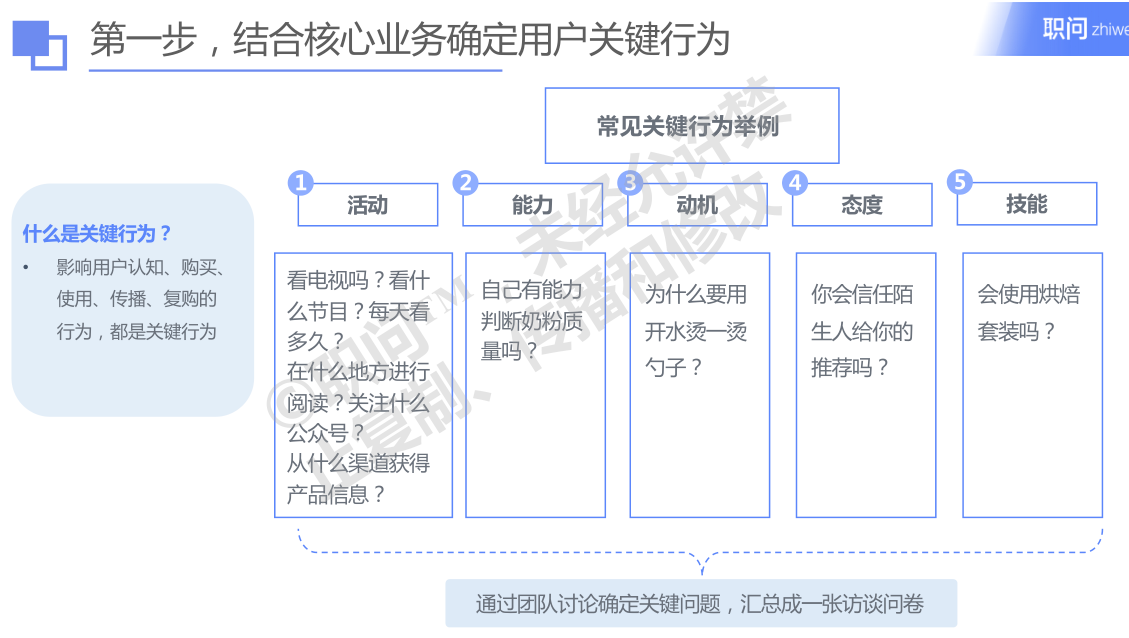 第一步，结合核心业务确定用户关键行为
职问 zhiwe
常见关键行为举例
什么是关键行为？
• 影响用户认知、购买、
使用、传播、复购的
行为，都是关键行为
1
活动
看电视吗？看什
么节目？每天看
多久？
在什么地方进行
阅读？关注什么
公众号？
从什么渠道获得
产品信息？
2
能力
自己有能力
判断奶粉质
量吗？
3
动机
为什么要用
开水烫一烫
勺子？
4
态度
你会信任陌
生人给你的
推荐吗？
5
技能
会使用烘焙
套装吗？
通过团队讨论确定关键问题，汇总成一张访谈问卷
©职问™，未经允许禁
止复制、传播和修改